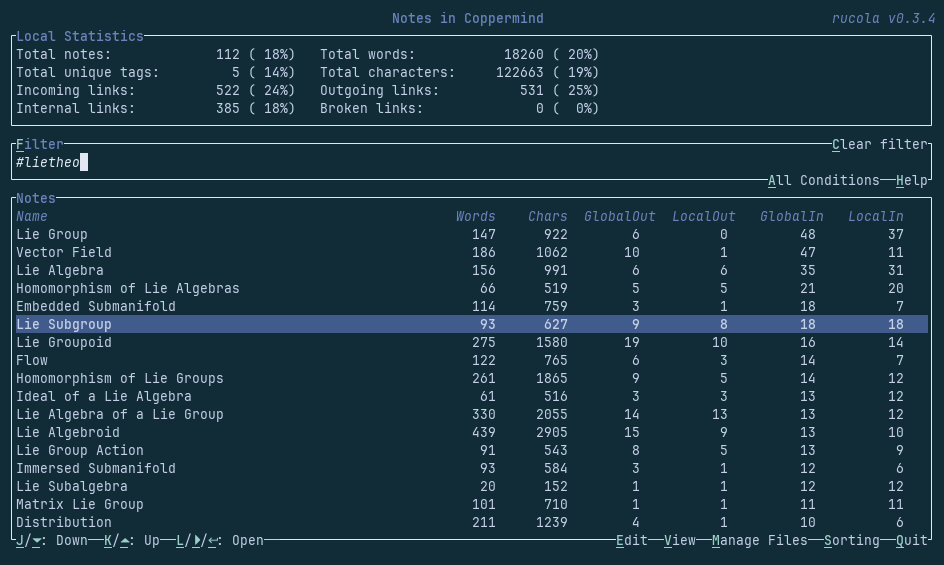 Notes in Coppermind rucola v0.3.4
Local Statistics
Total notes: 112 ( 18%) Total words: 18260 ( 20%)
Total unique tags: 5 ( 14%) Total characters: 122663 ( 19%)
Incoming links: 522 ( 24%) Outgoing links: 531 ( 25%)
Internal links: 385 ( 18%) Broken links: 0 ( 0%)
Filter Clear filter
#lietheo
All Conditions Help
Notes
Name Words Chars GlobalOut LocalOut GlobalIn LocalIn
Lie Group 147 922 6 0 48 37
Vector Field 186 1062 10 1 47 11
Lie Algebra 156 991 6 6 35 31
Homomorphism of Lie Algebras 66 519 5 5 21 20
Embedded Submanifold 114 759 3 1 18 7
Lie Subgroup 93 627 9 8 18 18
Lie Groupoid 275 1580 19 10 16 14
Flow 122 765 6 3 14 7
Homomorphism of Lie Groups 261 1865 9 5 14 12
Ideal of a Lie Algebra 61 516 3 3 13 12
Lie Algebra of a Lie Group 330 2055 14 13 13 12
Lie Algebroid 439 2905 15 9 13 10
Lie Group Action 91 543 8 5 13 9
Immersed Submanifold 93 584 3 1 12 6
Lie Subalgebra 20 152 1 1 12 12
Matrix Lie Group 101 710 1 1 11 11
Distribution 211 1239 4 1 10 6
J/▼: Down K/▲: Up L/▶/↩: Open Edit View Manage Files Sorting Quit